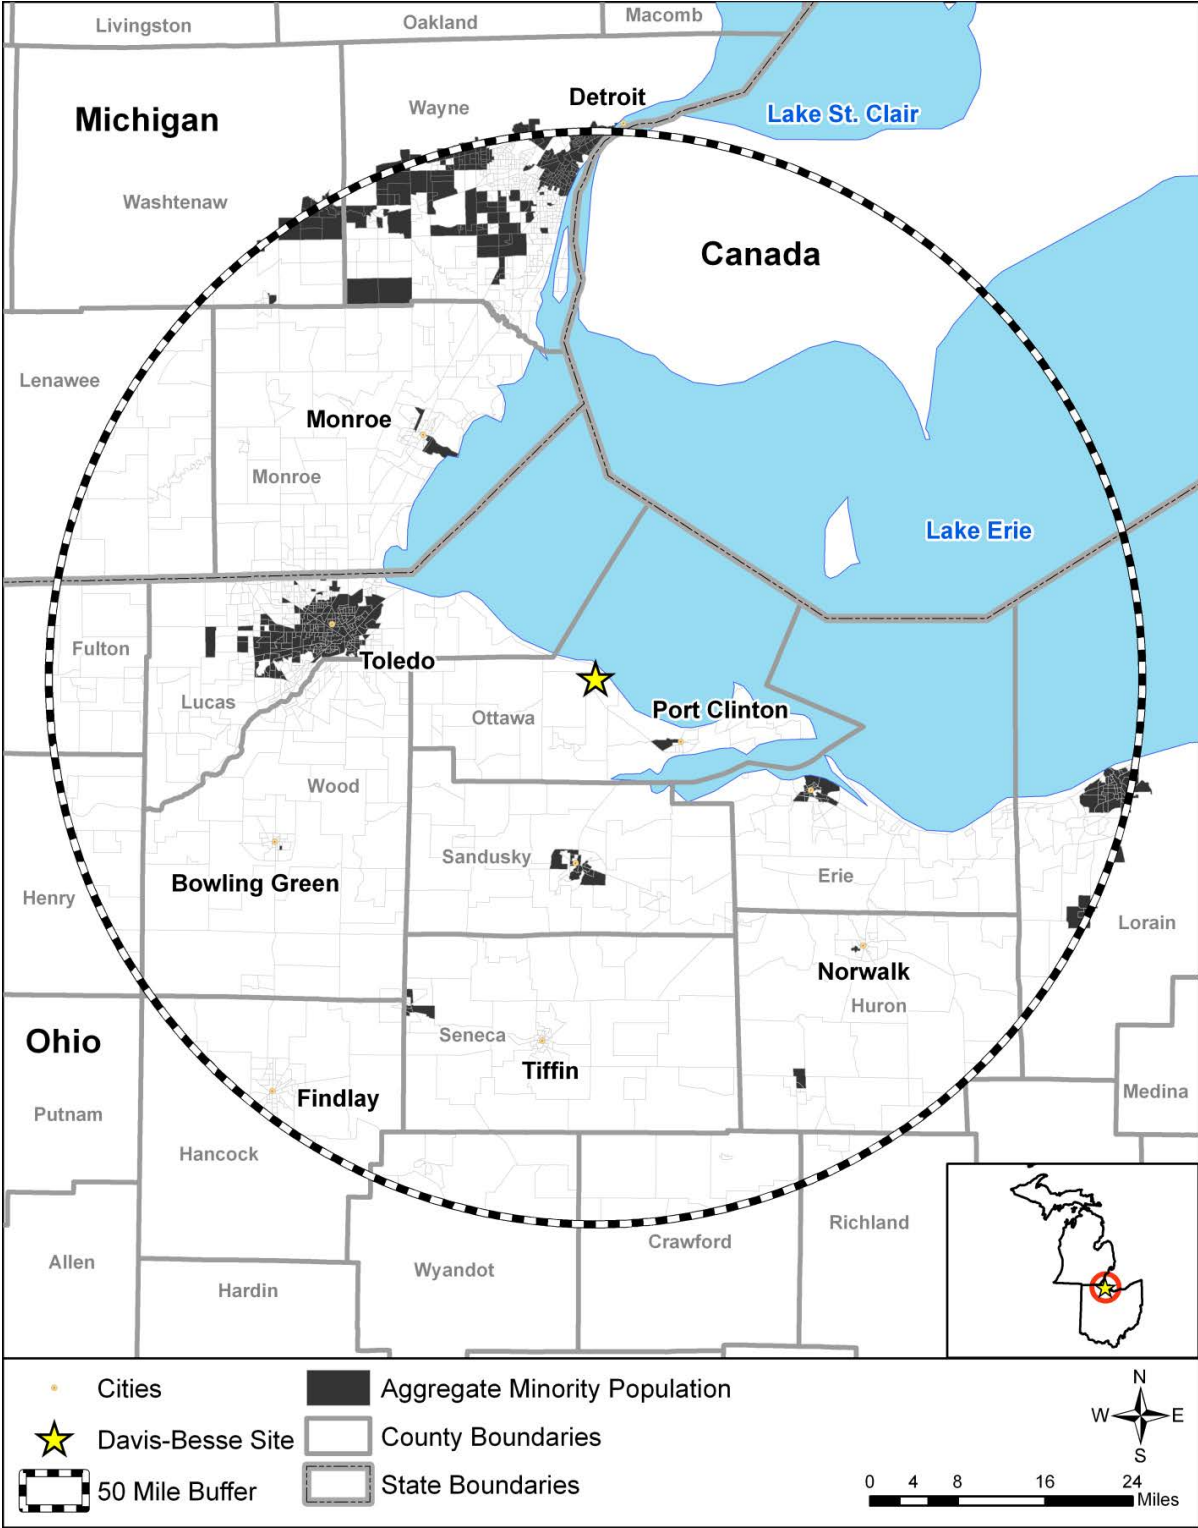 Livingston
Oakland
Macomb
Detroit
Michigan
Wayne
Lake St. Clair
Washtenaw
Canada
Lenawee
Monroe
Monroe
Lake Erie
Fulton
Toledo
Lucas
Ottawa
Port Clinton
Wood
Sandusky
Erie
Bowling Green
Henry
Lorain
Norwalk
Huron
Ohio
Seneca
Tiffin
Findlay
Putnam
Medina
Hancock
Richland
Crawford
Allen
Wyandot
Hardin
Cities
Aggregate Minority Population
Davis-Besse Site
County Boundaries
50 Mile Buffer
State Boundaries
N
W E
S
0 4 8 16 24
Miles